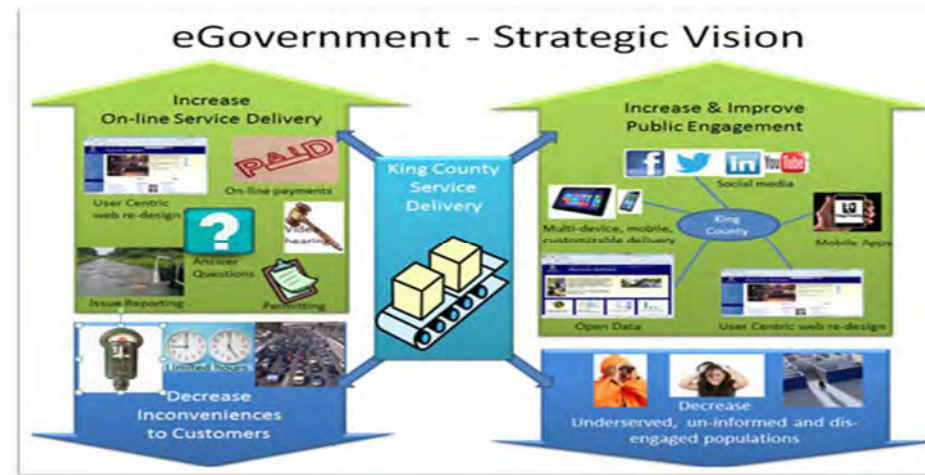 eGovernment - Strategic Vision
Increase
On-line Service Delivery
PAID
On-line payments
User Centric
web re-design
Video
hearing
?
Answer
Questions
Issue Reporting
Permitting
Limited hours
Decrease
Inconveniences
to Customers
King County
Service
Delivery
Increase & Improve
Public Engagement
f
in
You Tube
Social media
King
County
Multi-device, mobile,
customizable delivery
Mobile Apps
Open Data
User Centric web re-design
Decrease
Underserved, un-informed and dis-
engaged populations